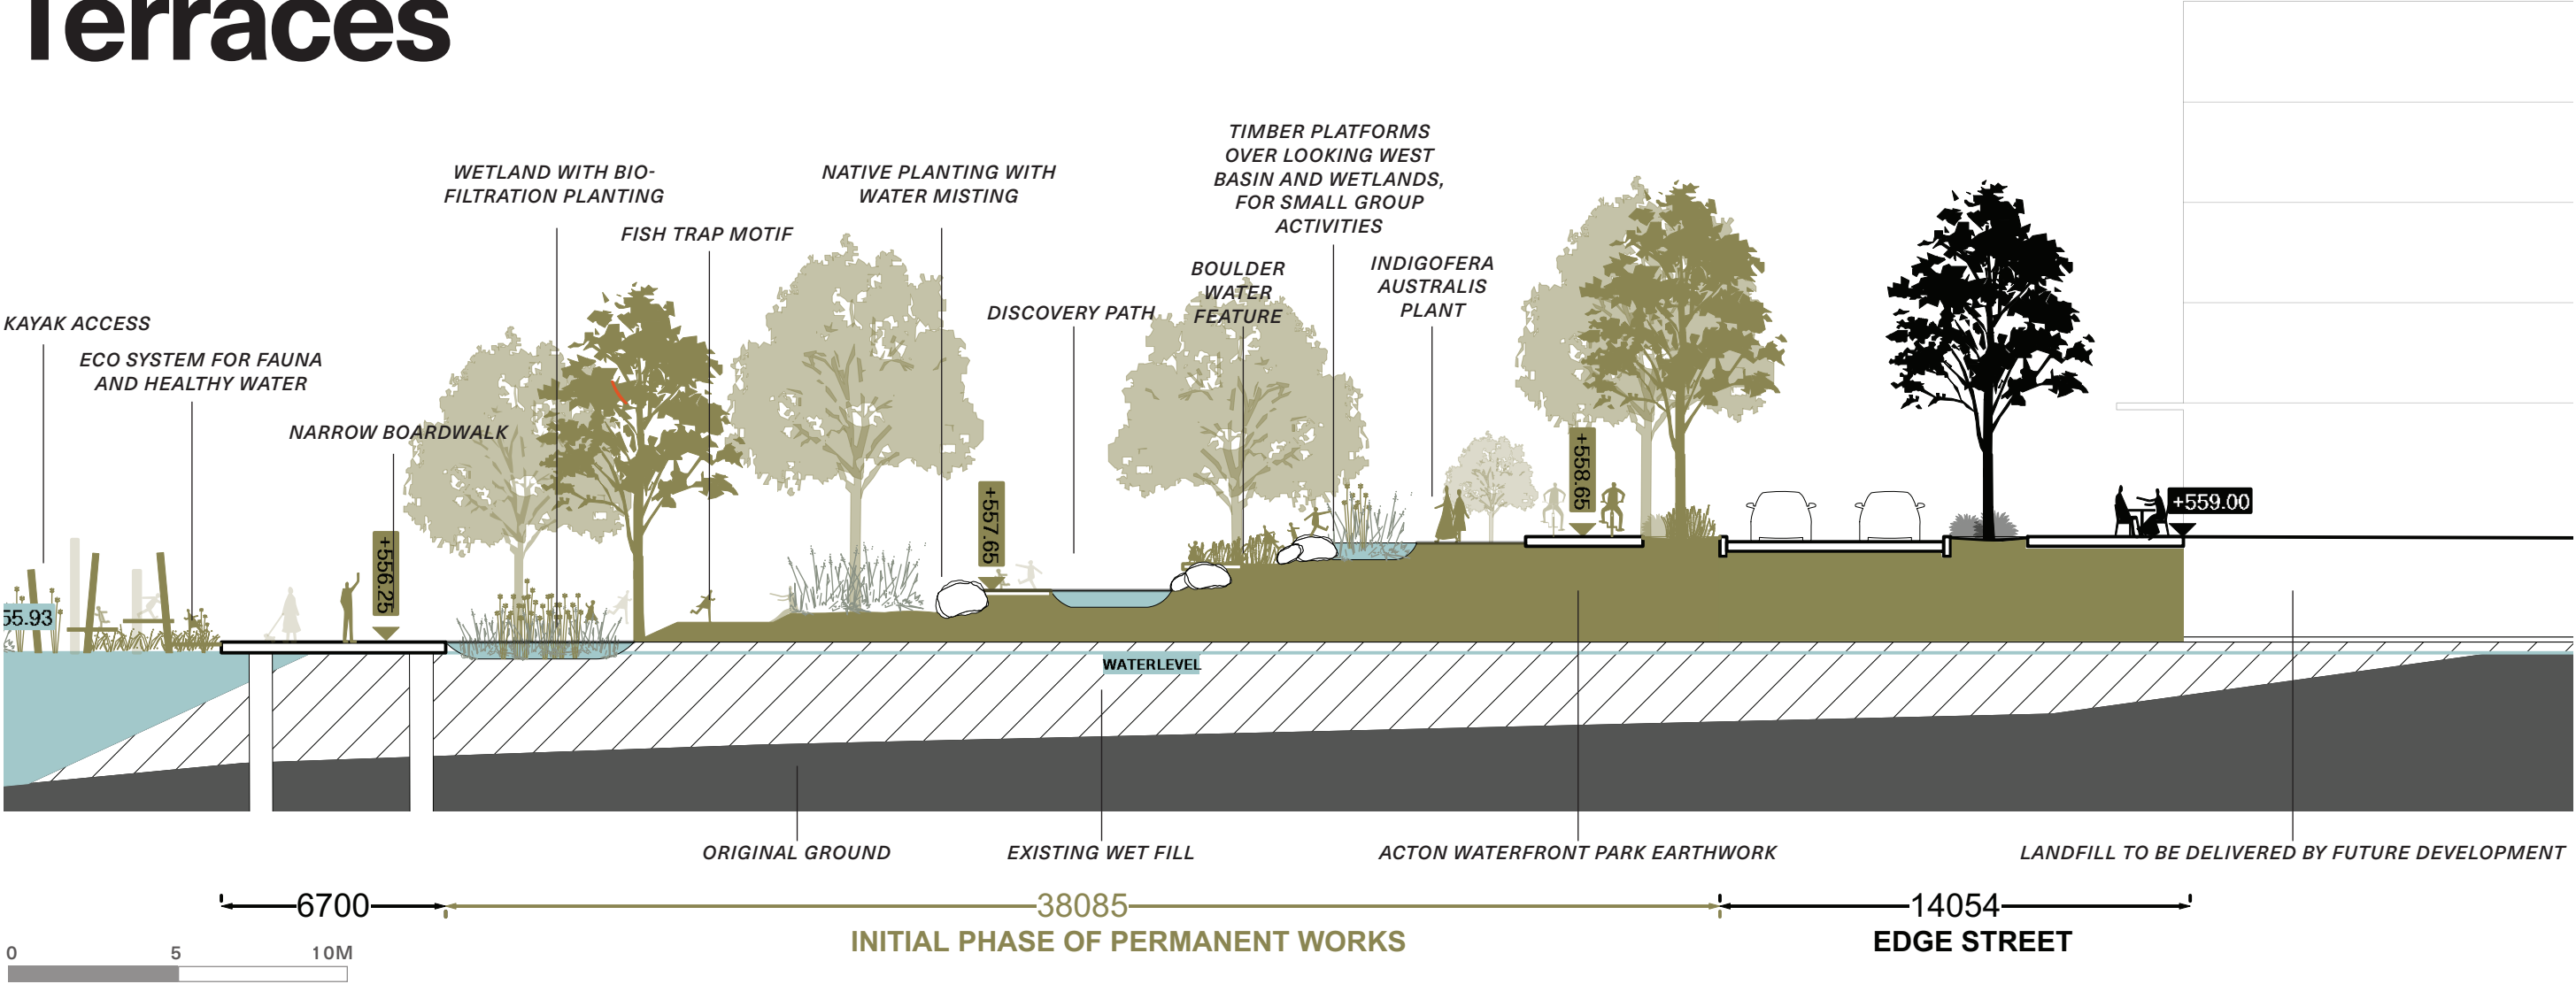 Terraces
TIMBER PLATFORMS
OVER LOOKING WEST
BASIN AND WETLANDS,
FOR SMALL GROUP
ACTIVITIES
WETLAND WITH BIO-
FILTRATION PLANTING
NATIVE PLANTING WITH
WATER MISTING
FISH TRAP MOTIF
BOULDER
WATER
FEATURE
INDIGOFERA
AUSTRALIS
PLANT
DISCOVERY PATH
KAYAK ACCESS
ECO SYSTEM FOR FAUNA
AND HEALTHY WATER
NARROW BOARDWALK
+558.65
+557.65
+559.00
+556.25
55.93
WATERLEVEL
ORIGINAL GROUND
EXISTING WET FILL
ACTON WATERFRONT PARK EARTHWORK
LANDFILL TO BE DELIVERED BY FUTURE DEVELOPMENT
6700
38085
14054
INITIAL PHASE OF PERMANENT WORKS
EDGE STREET
0 5 10M